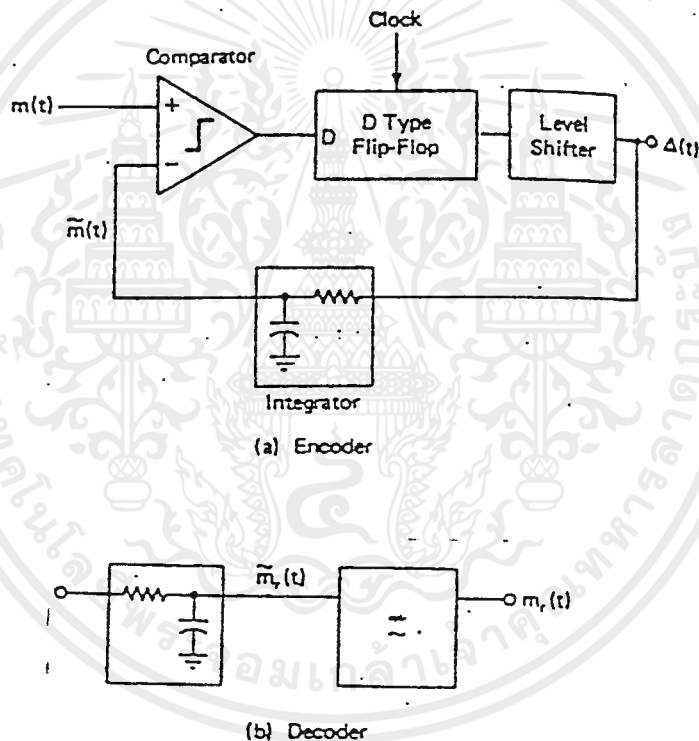 Clock
Comparator
m(t)
+
−
D
D Type
Flip-Flop
Level
Shifter
Δ(t)
m̃(t)
Integrator
(a) Encoder
m̃ᵣ(t)
mᵣ(t)
(b) Decoder